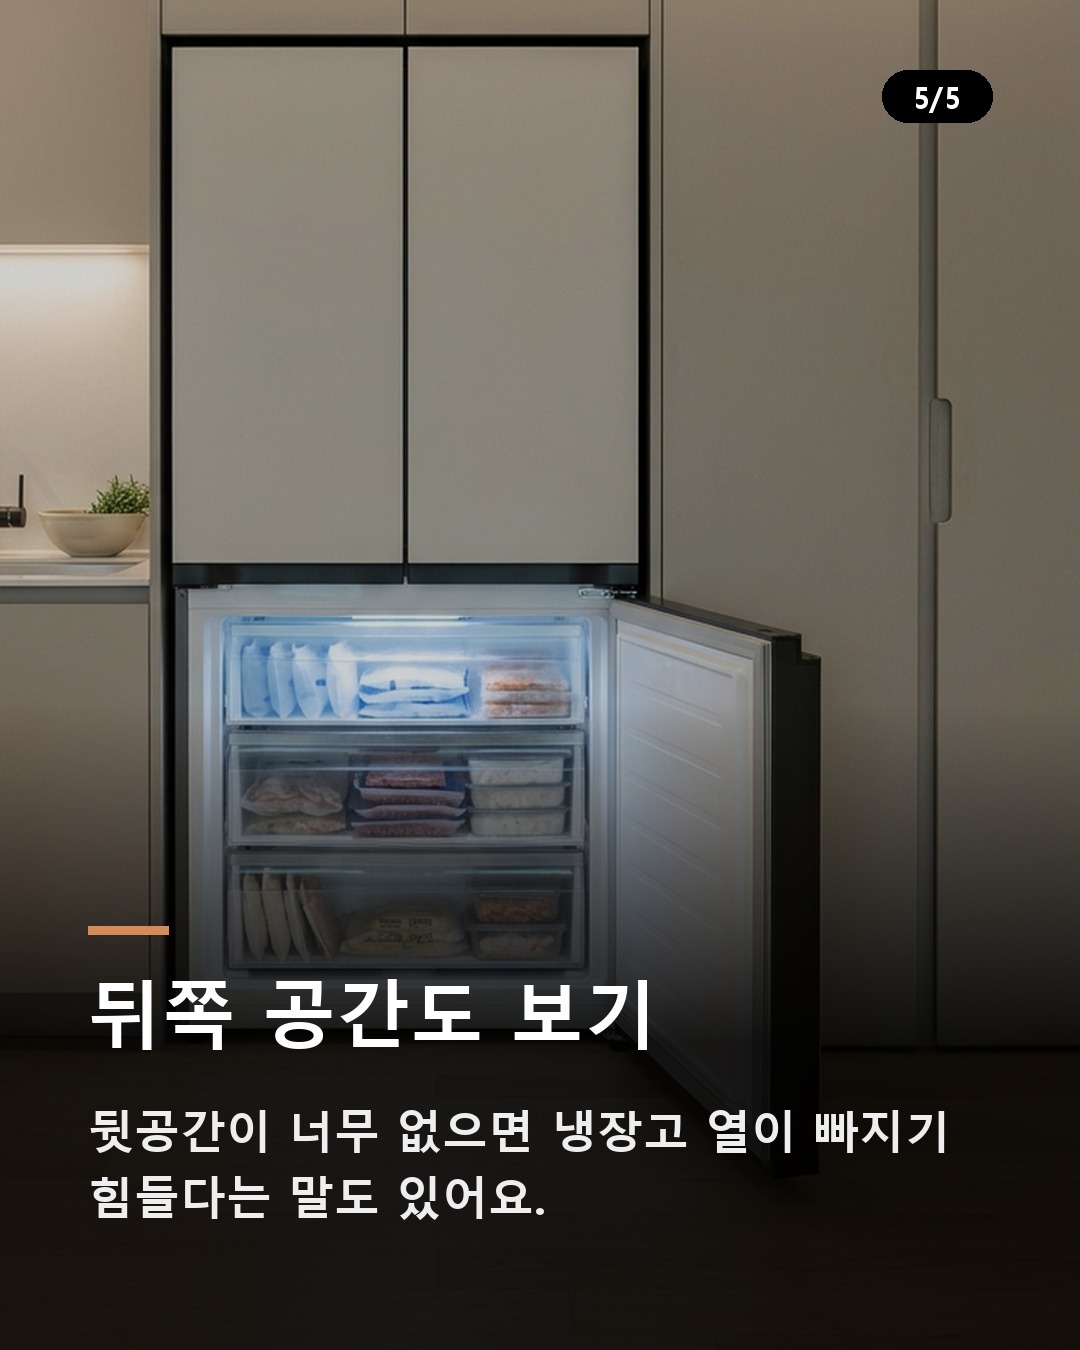 5/5
뒤쪽 공간도 보기
뒷공간이 너무 없으면 냉장고 열이 빠지기
힘들다는 말도 있어요.